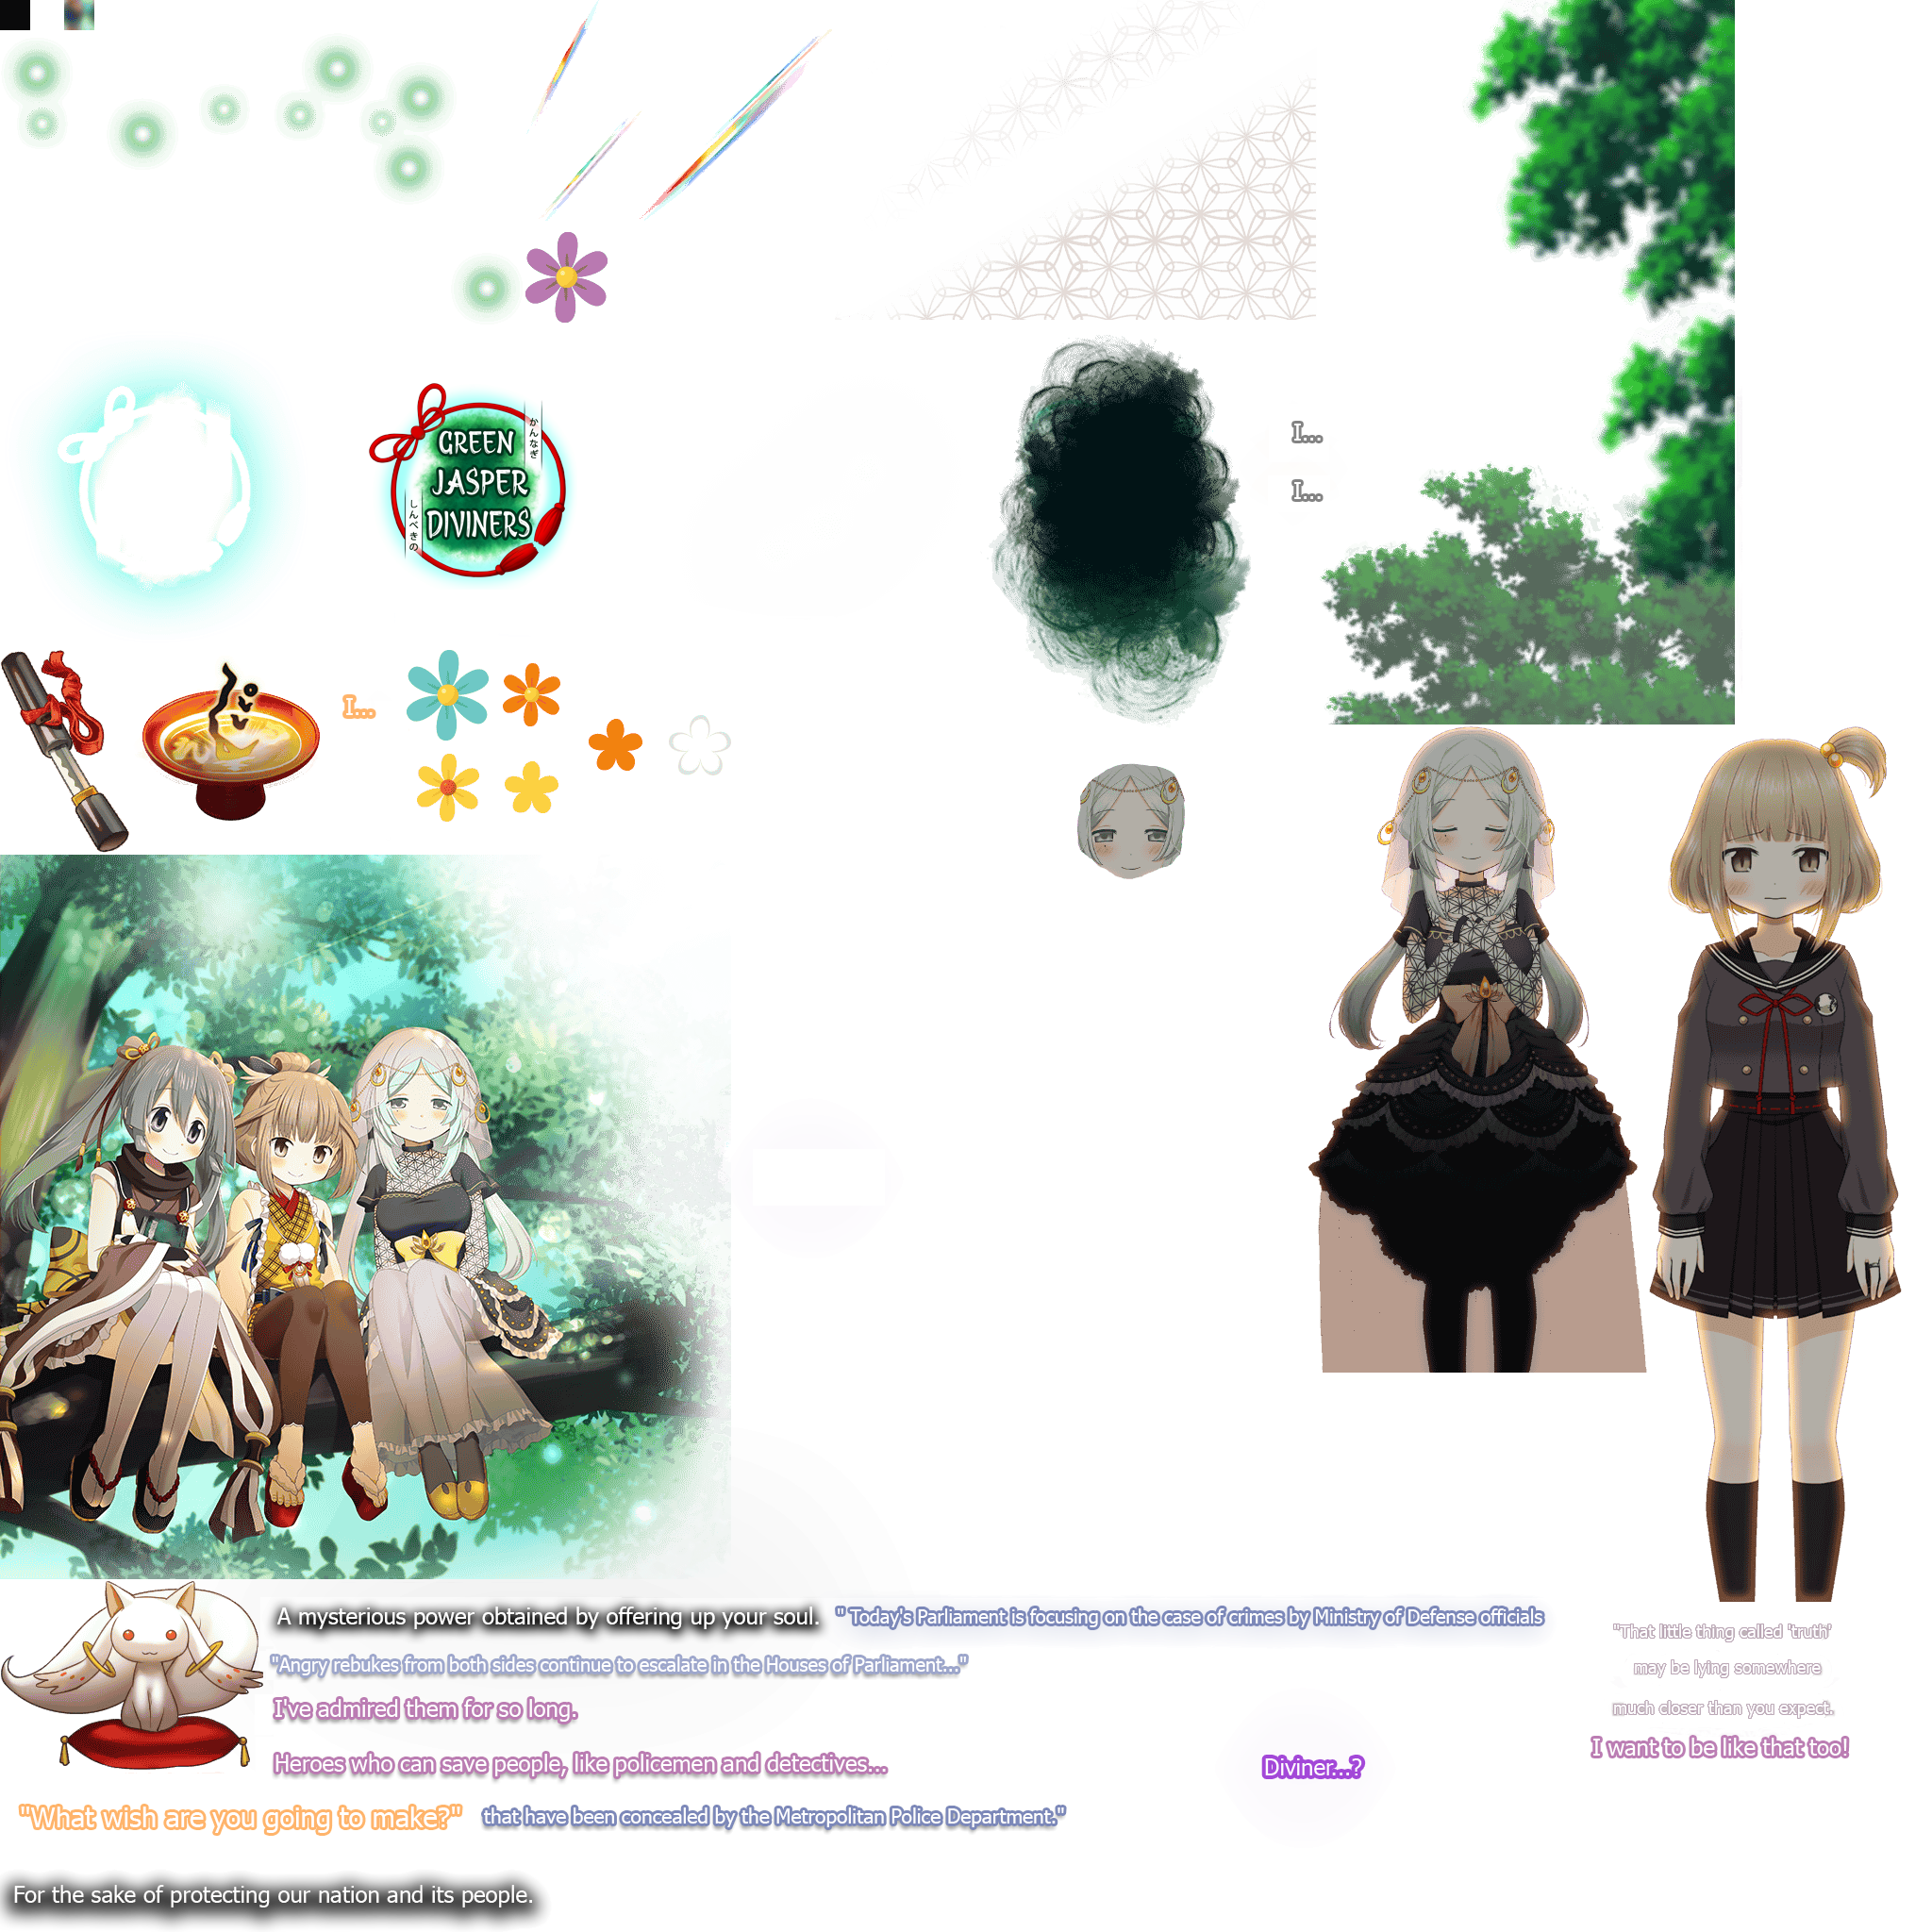 かんなぎ
GREEN
JASPER
DIVINERS
しんぺきの
I...
I...
I...
A mysterious power obtained by offering up your soul.
" Today's Parliament is focusing on the case of crimes by Ministry of Defense officials
"That little thing called 'truth'
may be lying somewhere
much closer than you expect.
"Angry rebukes from both sides continue to escalate in the Houses of Parliament..."
I've admired them for so long.
I want to be like that too!
Heroes who can save people, like policemen and detectives...
Diviner...?
"What wish are you going to make?"
that have been concealed by the Metropolitan Police Department."
For the sake of protecting our nation and its people.